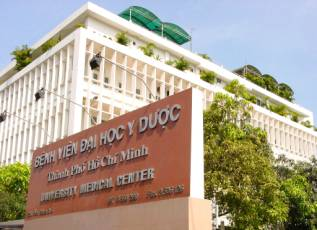 BỆNH VIỆN ĐẠI HỌC Y DƯỢC
Thành Phố Hồ Chí Minh
UNIVERSITY MEDICAL CENTER